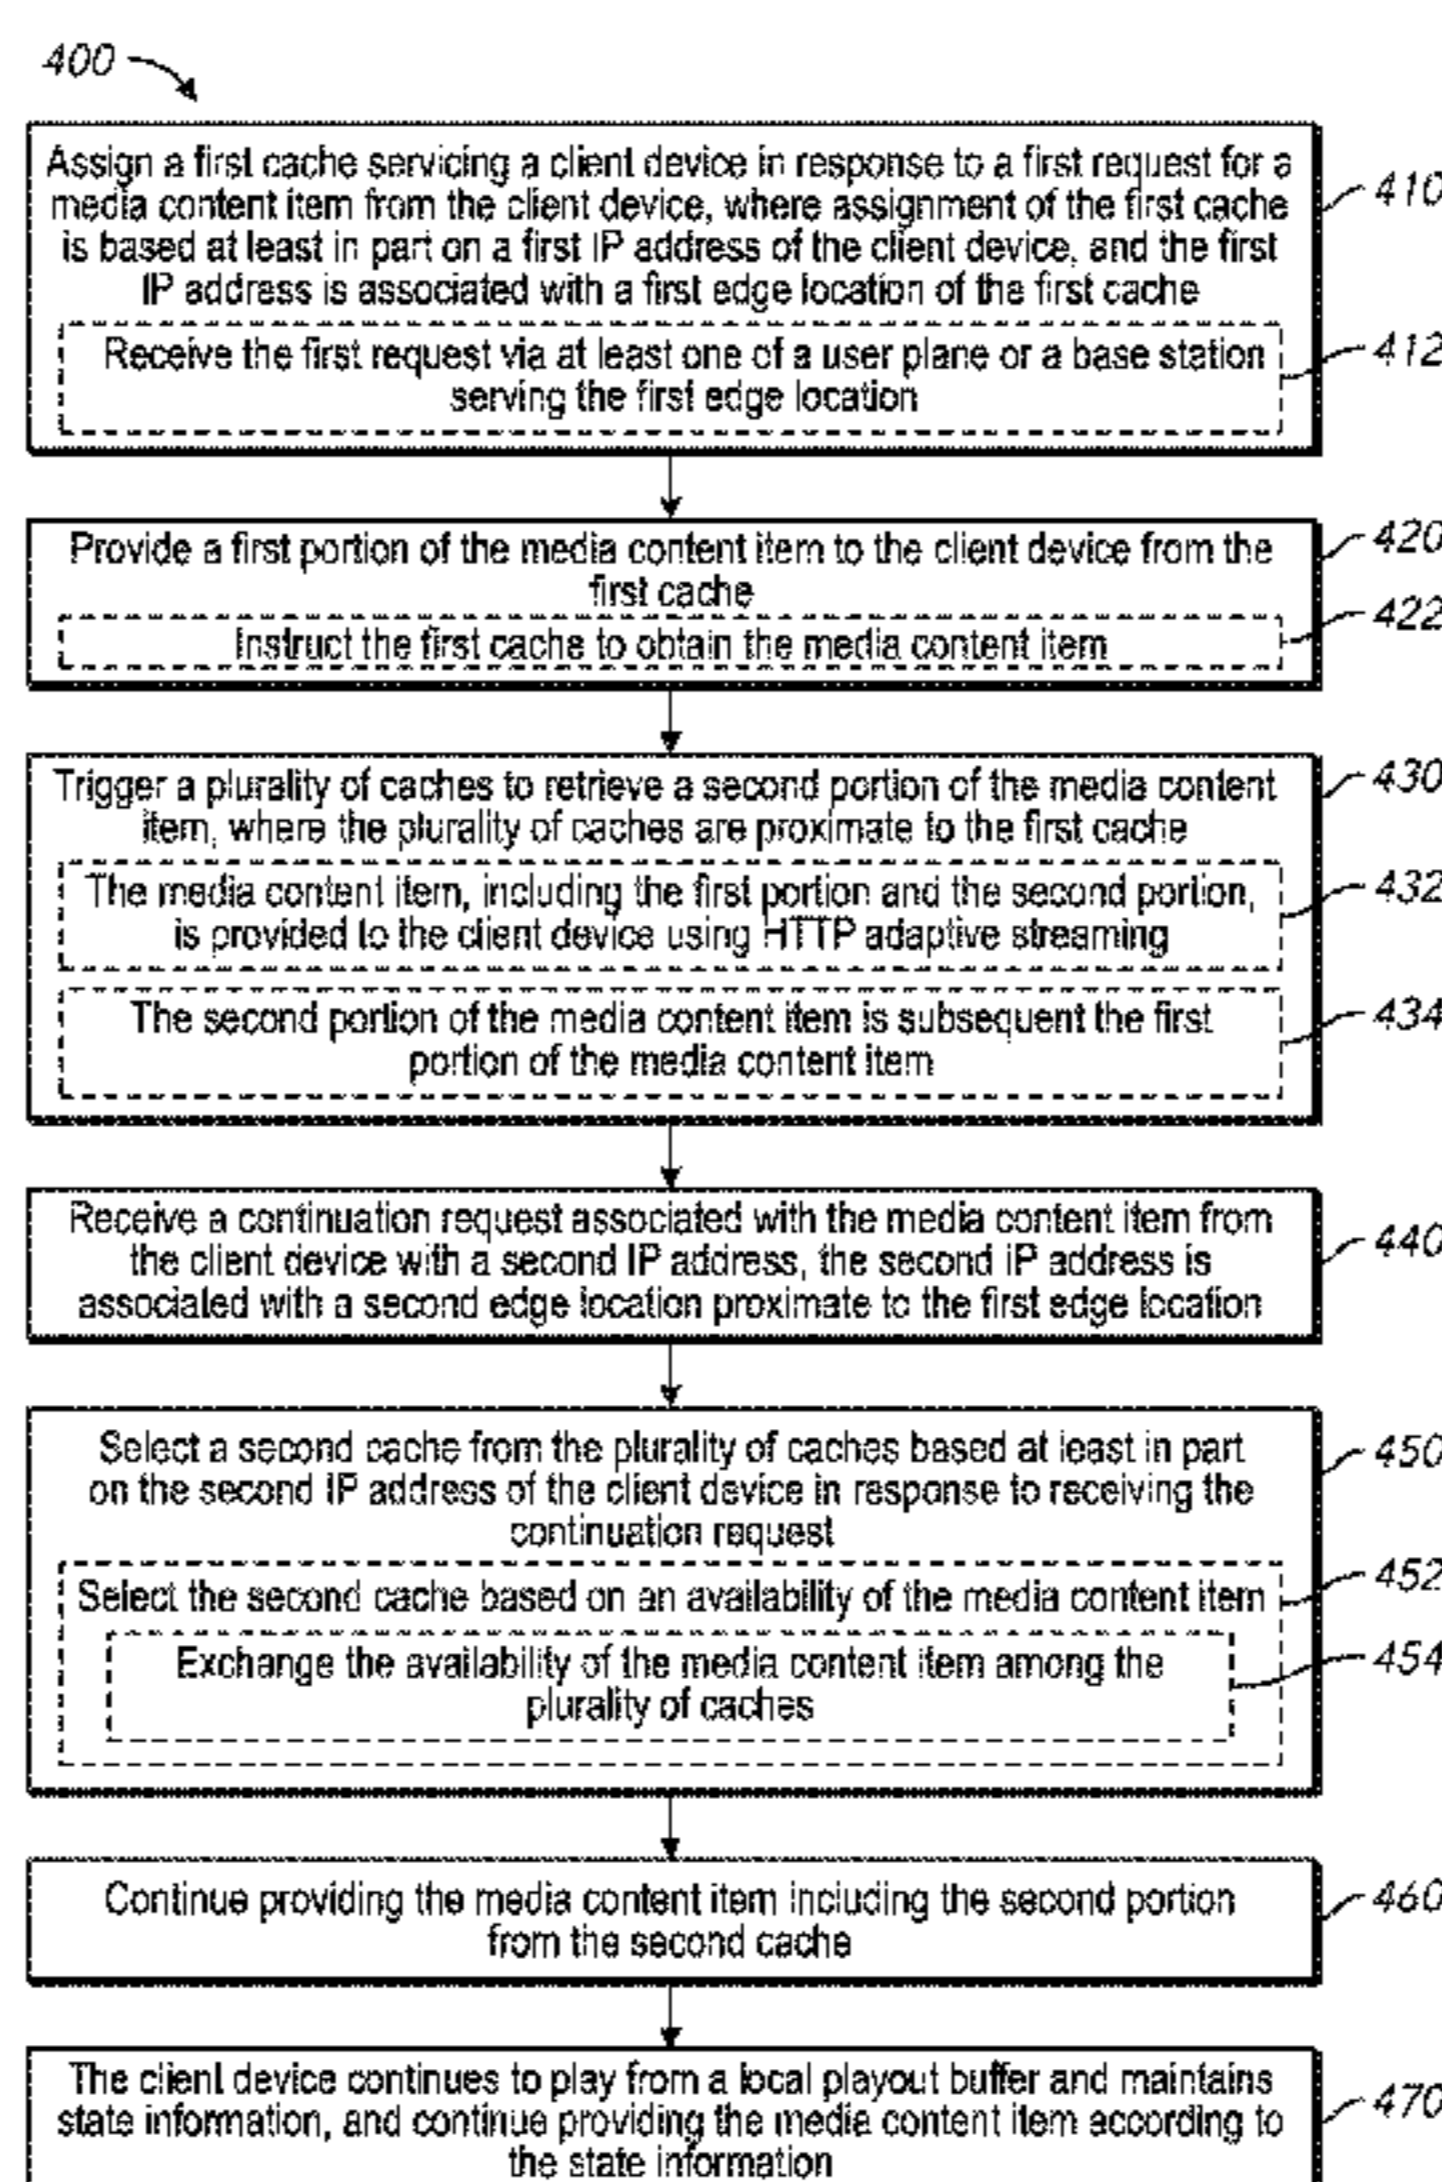 400
Assign a first cache servicing a client device in response to a first request for a
media content item from the client device, where assignment of the first cache
is based at least in part on a first IP address of the client device, and the first
IP address is associated with a first edge location of the first cache
410
Receive the first request via at least one of a user plane or a base station
serving the first edge location
412
Provide a first portion of the media content item to the client device from the
first cache
420
Instruct the first cache to obtain the media content item
422
Trigger a plurality of caches to retrieve a second portion of the media content
item, where the plurality of caches are proximate to the first cache
430
The media content item, including the first portion and the second portion,
is provided to the client device using HTTP adaptive streaming
432
The second portion of the media content item is subsequent the first
portion of the media content item
434
Receive a continuation request associated with the media content item from
the client device with a second IP address, the second IP address is
associated with a second edge location proximate to the first edge location
440
Select a second cache from the plurality of caches based at least in part
on the second IP address of the client device in response to receiving the
continuation request
450
Select the second cache based on an availability of the media content item
452
Exchange the availability of the media content item among the
plurality of caches
454
Continue providing the media content item including the second portion
from the second cache
460
The client device continues to play from a local playout buffer and maintains
state information, and continue providing the media content item according to
the state information
470